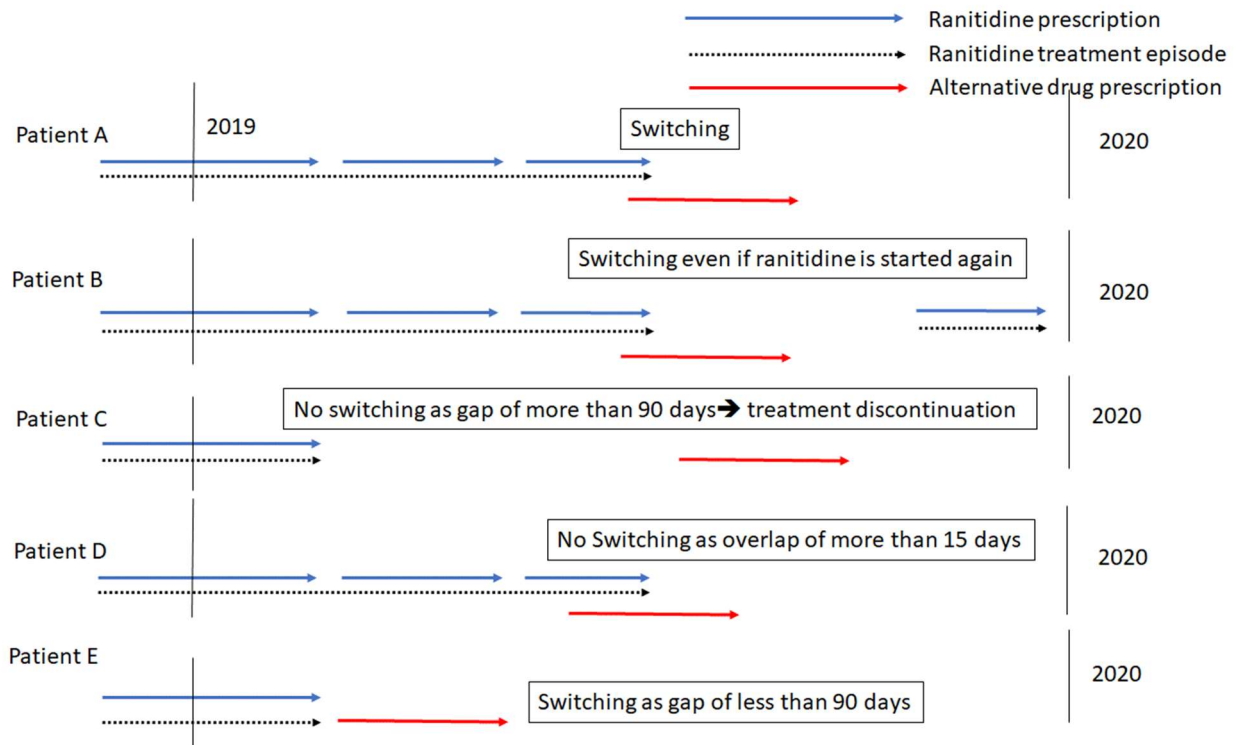 Ranitidine prescription
Ranitidine treatment episode
Alternative drug prescription
Patient A
2019
Switching
2020
Switching even if ranitidine is started again
Patient B
2020
No switching as gap of more than 90 days➔ treatment discontinuation
Patient C
2020
No Switching as overlap of more than 15 days
Patient D
2020
Patient E
2020
Switching as gap of less than 90 days